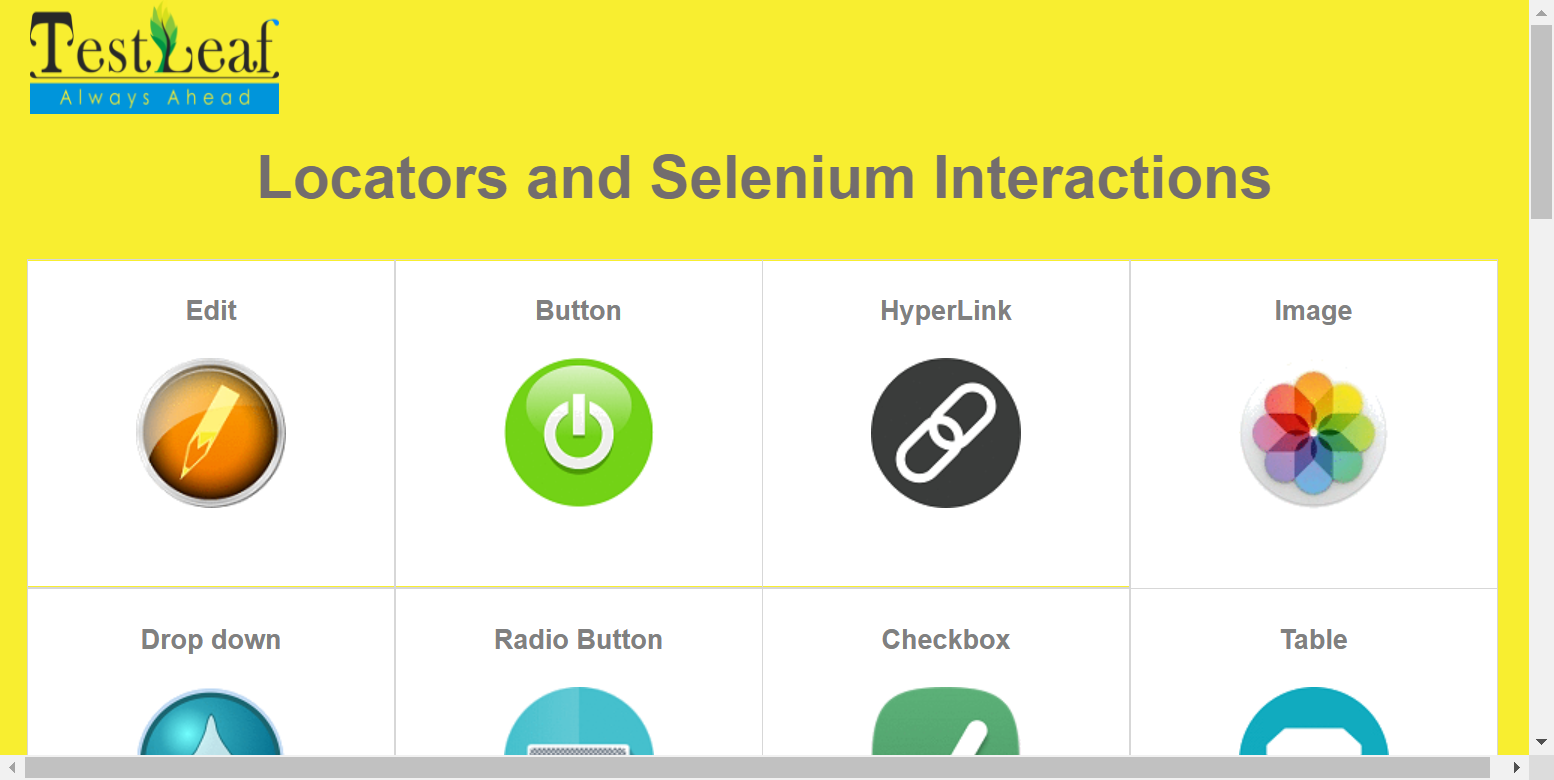 TestLeaf
Always Ahead
Locators and Selenium Interactions
Edit
Button
HyperLink
Image
Drop down
Radio Button
Checkbox
Table